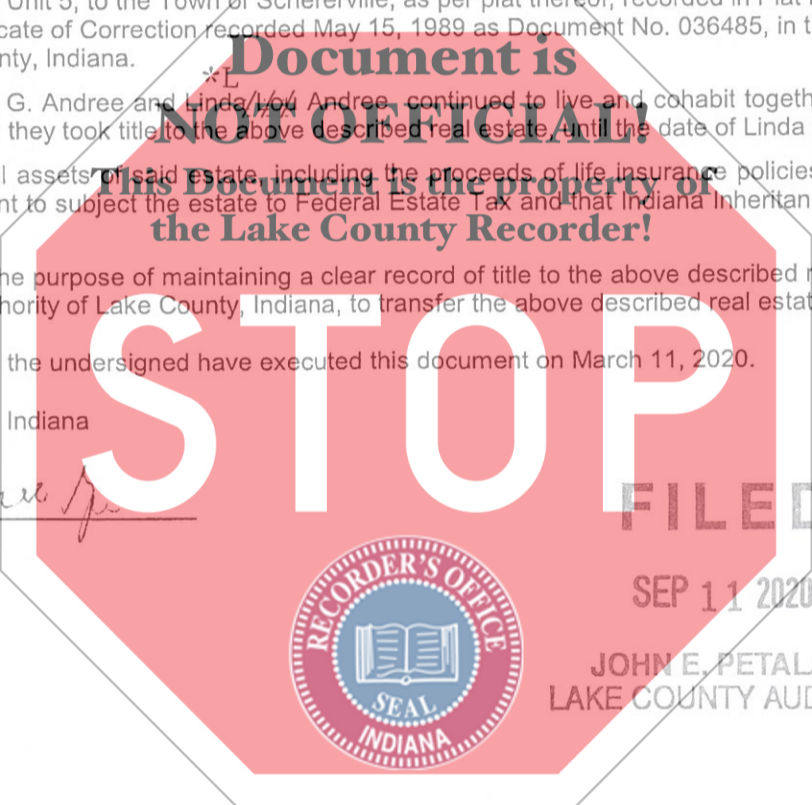 Unit 5, to the Town of Schererville, as per plat thereof, recorded in Plat
cate of Correction recorded May 15, 1989 as Document No. 036485, in t
nty, Indiana.
Document is
*L
G. Andree and Linda Andree, continued to live and cohabit togeth
NOT OFFICIAL!
they took title to the above described real estate, until the date of Linda
l assets of said estate, including the proceeds of life insurance policies
This Document is the property of
nt to subject the estate to Federal Estate Tax and that Indiana Inheritan
the Lake County Recorder!
he purpose of maintaining a clear record of title to the above described r
hority of Lake County, Indiana, to transfer the above described real estat
STOP
the undersigned have executed this document on March 11, 2020.
Indiana
FILED
SEP 11 2020
JOHN E. PETAL
LAKE COUNTY AUD
RECORDER'S OFFICE
SEAL
INDIANA